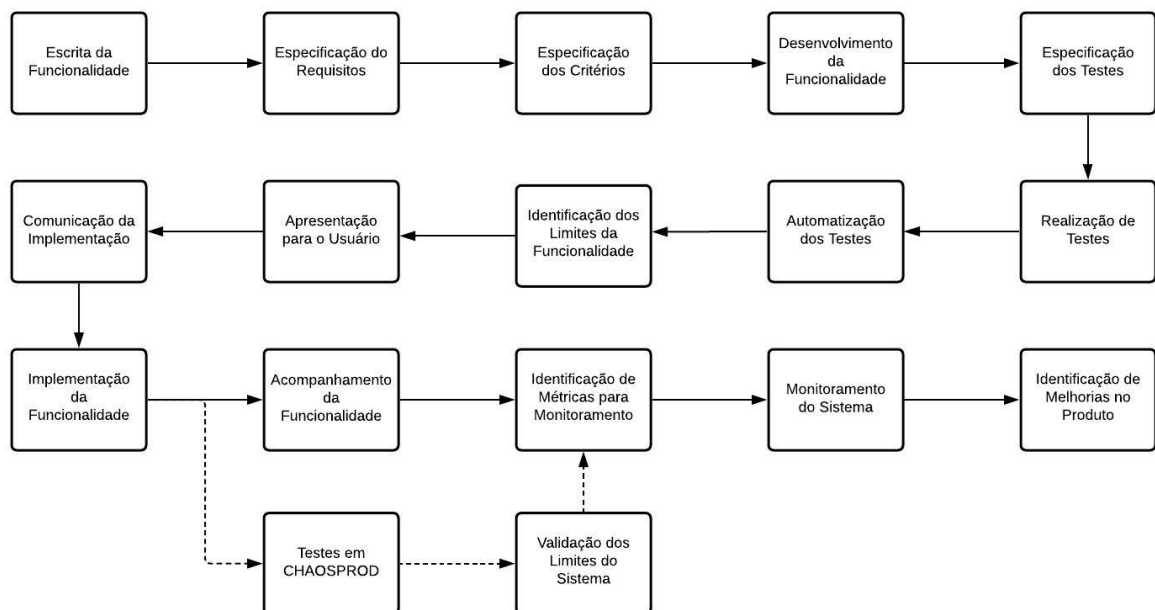 Escrita da
Funcionalidade
Especificação do
Requisitos
Especificação
dos Critérios
Desenvolvimento
da
Funcionalidade
Especificação
dos Testes
Comunicação da
Implementação
Apresentação
para o Usuário
Identificação dos
Limites da
Funcionalidade
Automatização
dos Testes
Realização de
Testes
Implementação
da
Funcionalidade
Acompanhamento
da
Funcionalidade
Identificação de
Métricas para
Monitoramento
Monitoramento
do Sistema
Identificação de
Melhorias no
Produto
Testes em
CHAOSPROD
Validação dos
Limites do
Sistema